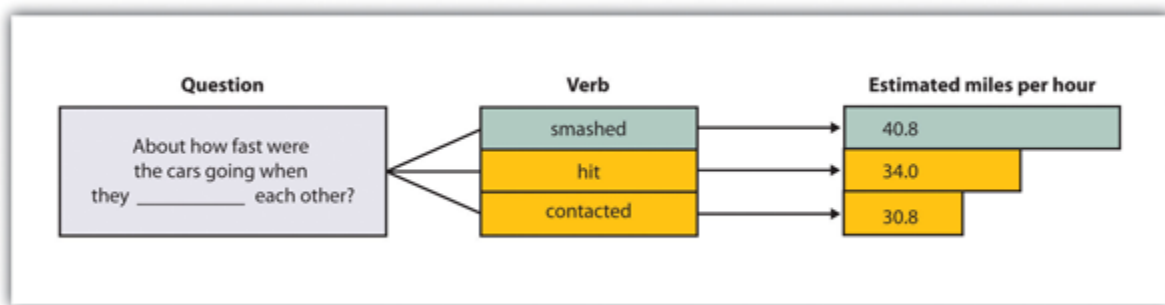 Question
About how fast were
the cars going when
they __________ each other?
Verb
smashed
hit
contacted
Estimated miles per hour
40.8
34.0
30.8